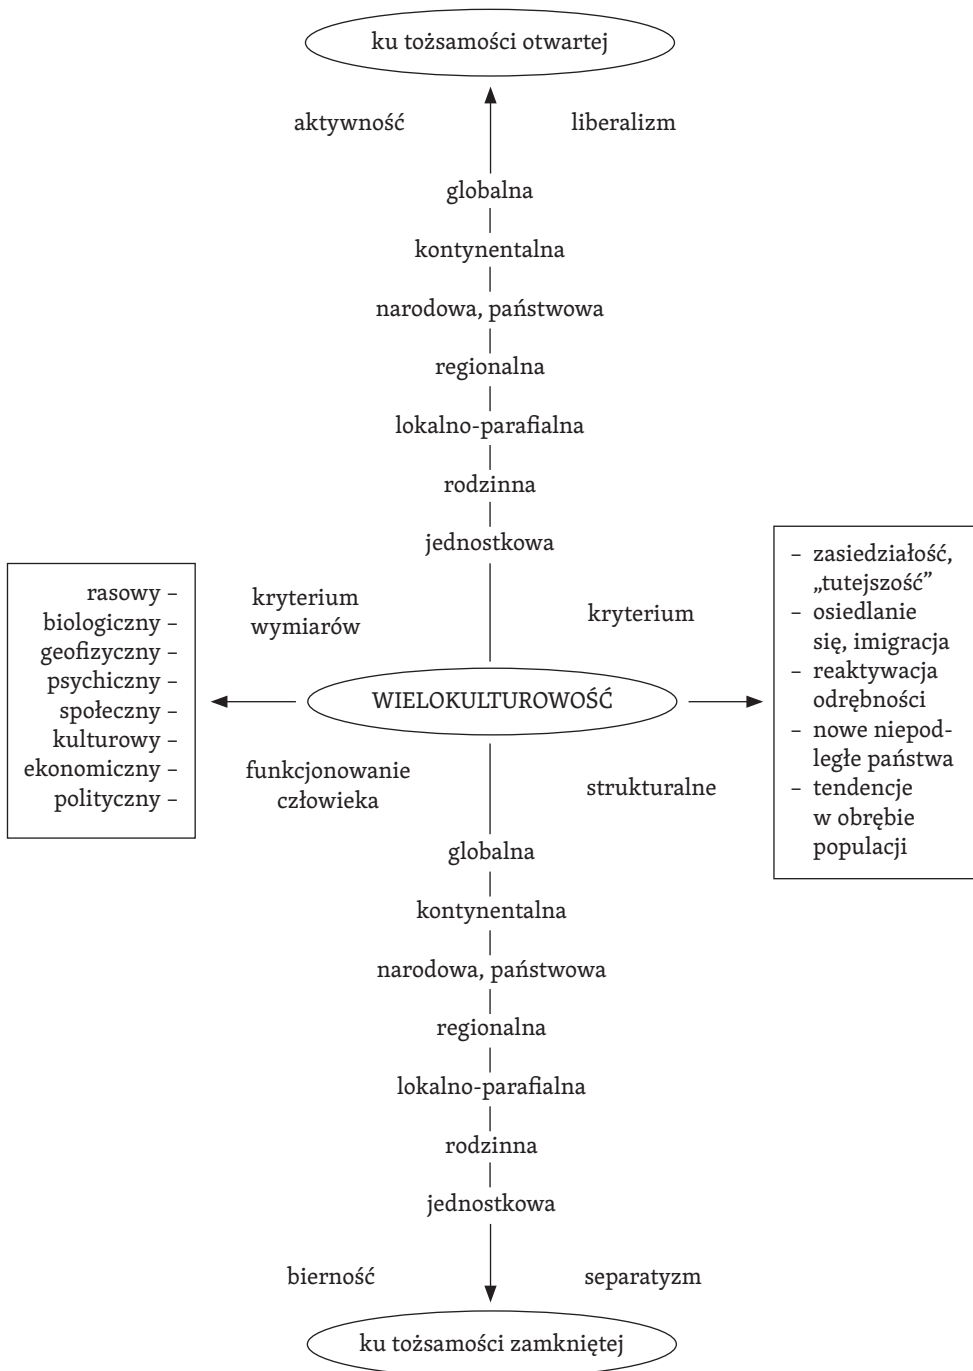 ku tożsamości otwartej
aktywność
liberalizm
globalna
kontynentalna
narodowa, państwowa
regionalna
lokalno-parafialna
rodzinna
jednostkowa
rasowy –
biologiczny –
geofizyczny –
psychiczny –
społeczny –
kulturowy –
ekonomiczny –
polityczny –
kryterium
wymiarów
kryterium
WIELOKULTUROWOŚĆ
funkcjonowanie
człowieka
strukturalne
– zasiedziałość,
„tutejszość”
– osiedlanie
się, imigracja
– reaktywacja
odrębności
– nowe niepod-
ległe państwa
– tendencje
w obrębie
populacji
globalna
kontynentalna
narodowa, państwowa
regionalna
lokalno-parafialna
rodzinna
jednostkowa
bierność
separatyzm
ku tożsamości zamkniętej